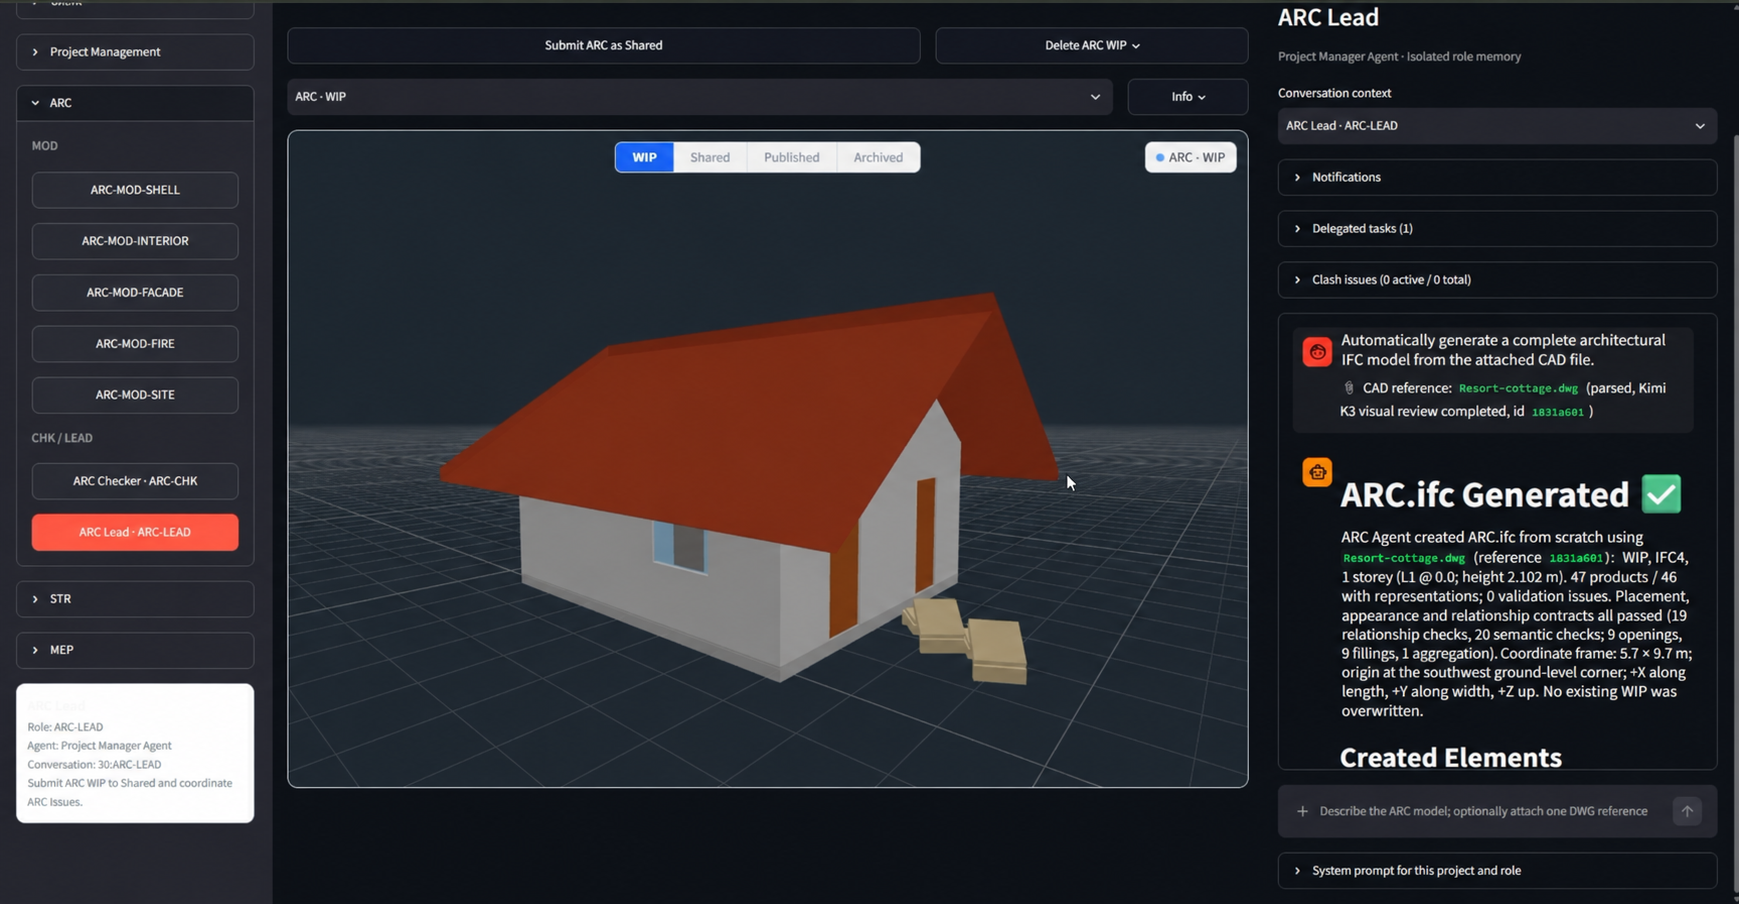 Project Management
ARC
MOD
ARC-MOD-SHELL
ARC-MOD-INTERIOR
ARC-MOD-FACADE
ARC-MOD-FIRE
ARC-MOD-SITE
CHK / LEAD
ARC Checker · ARC-CHK
ARC Lead · ARC-LEAD
STR
MEP
ARC Lead
Role: ARC-LEAD
Agent: Project Manager Agent
Conversation: 30:ARC-LEAD
Submit ARC WIP to Shared and coordinate
ARC Issues.
Submit ARC as Shared
Delete ARC WIP
ARC · WIP
Info
WIP
Shared
Published
Archived
ARC · WIP
ARC Lead
Project Manager Agent · Isolated role memory
Conversation context
ARC Lead · ARC-LEAD
Notifications
Delegated tasks (1)
Clash issues (0 active / 0 total)
Automatically generate a complete architectural
IFC model from the attached CAD file.
CAD reference: Resort-cottage.dwg (parsed, Kimi
K3 visual review completed, id 1831a601 )
ARC.ifc Generated
ARC Agent created ARC.ifc from scratch using
Resort-cottage.dwg (reference 1831a601): WIP, IFC4,
1 storey (L1 @ 0.0; height 2.102 m). 47 products / 46
with representations; 0 validation issues. Placement,
appearance and relationship contracts all passed (19
relationship checks, 20 semantic checks; 9 openings,
9 fillings, 1 aggregation). Coordinate frame: 5.7 × 9.7 m;
origin at the southwest ground-level corner; +X along
length, +Y along width, +Z up. No existing WIP was
overwritten.
Created Elements
Describe the ARC model; optionally attach one DWG reference
System prompt for this project and role